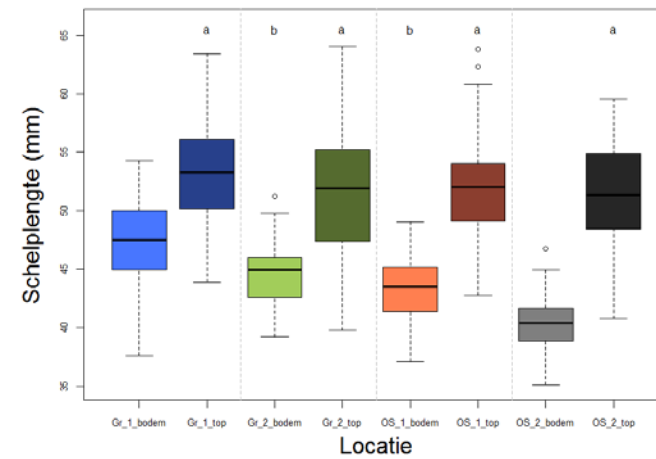 a b a b a a
65
60
55
50
45
40
35
Schelplengte (mm)
Gr_1_bodem Gr_1_top Gr_2_bodem Gr_2_top OS_1_bodem OS_1_top OS_2_bodem OS_2_top
Locatie